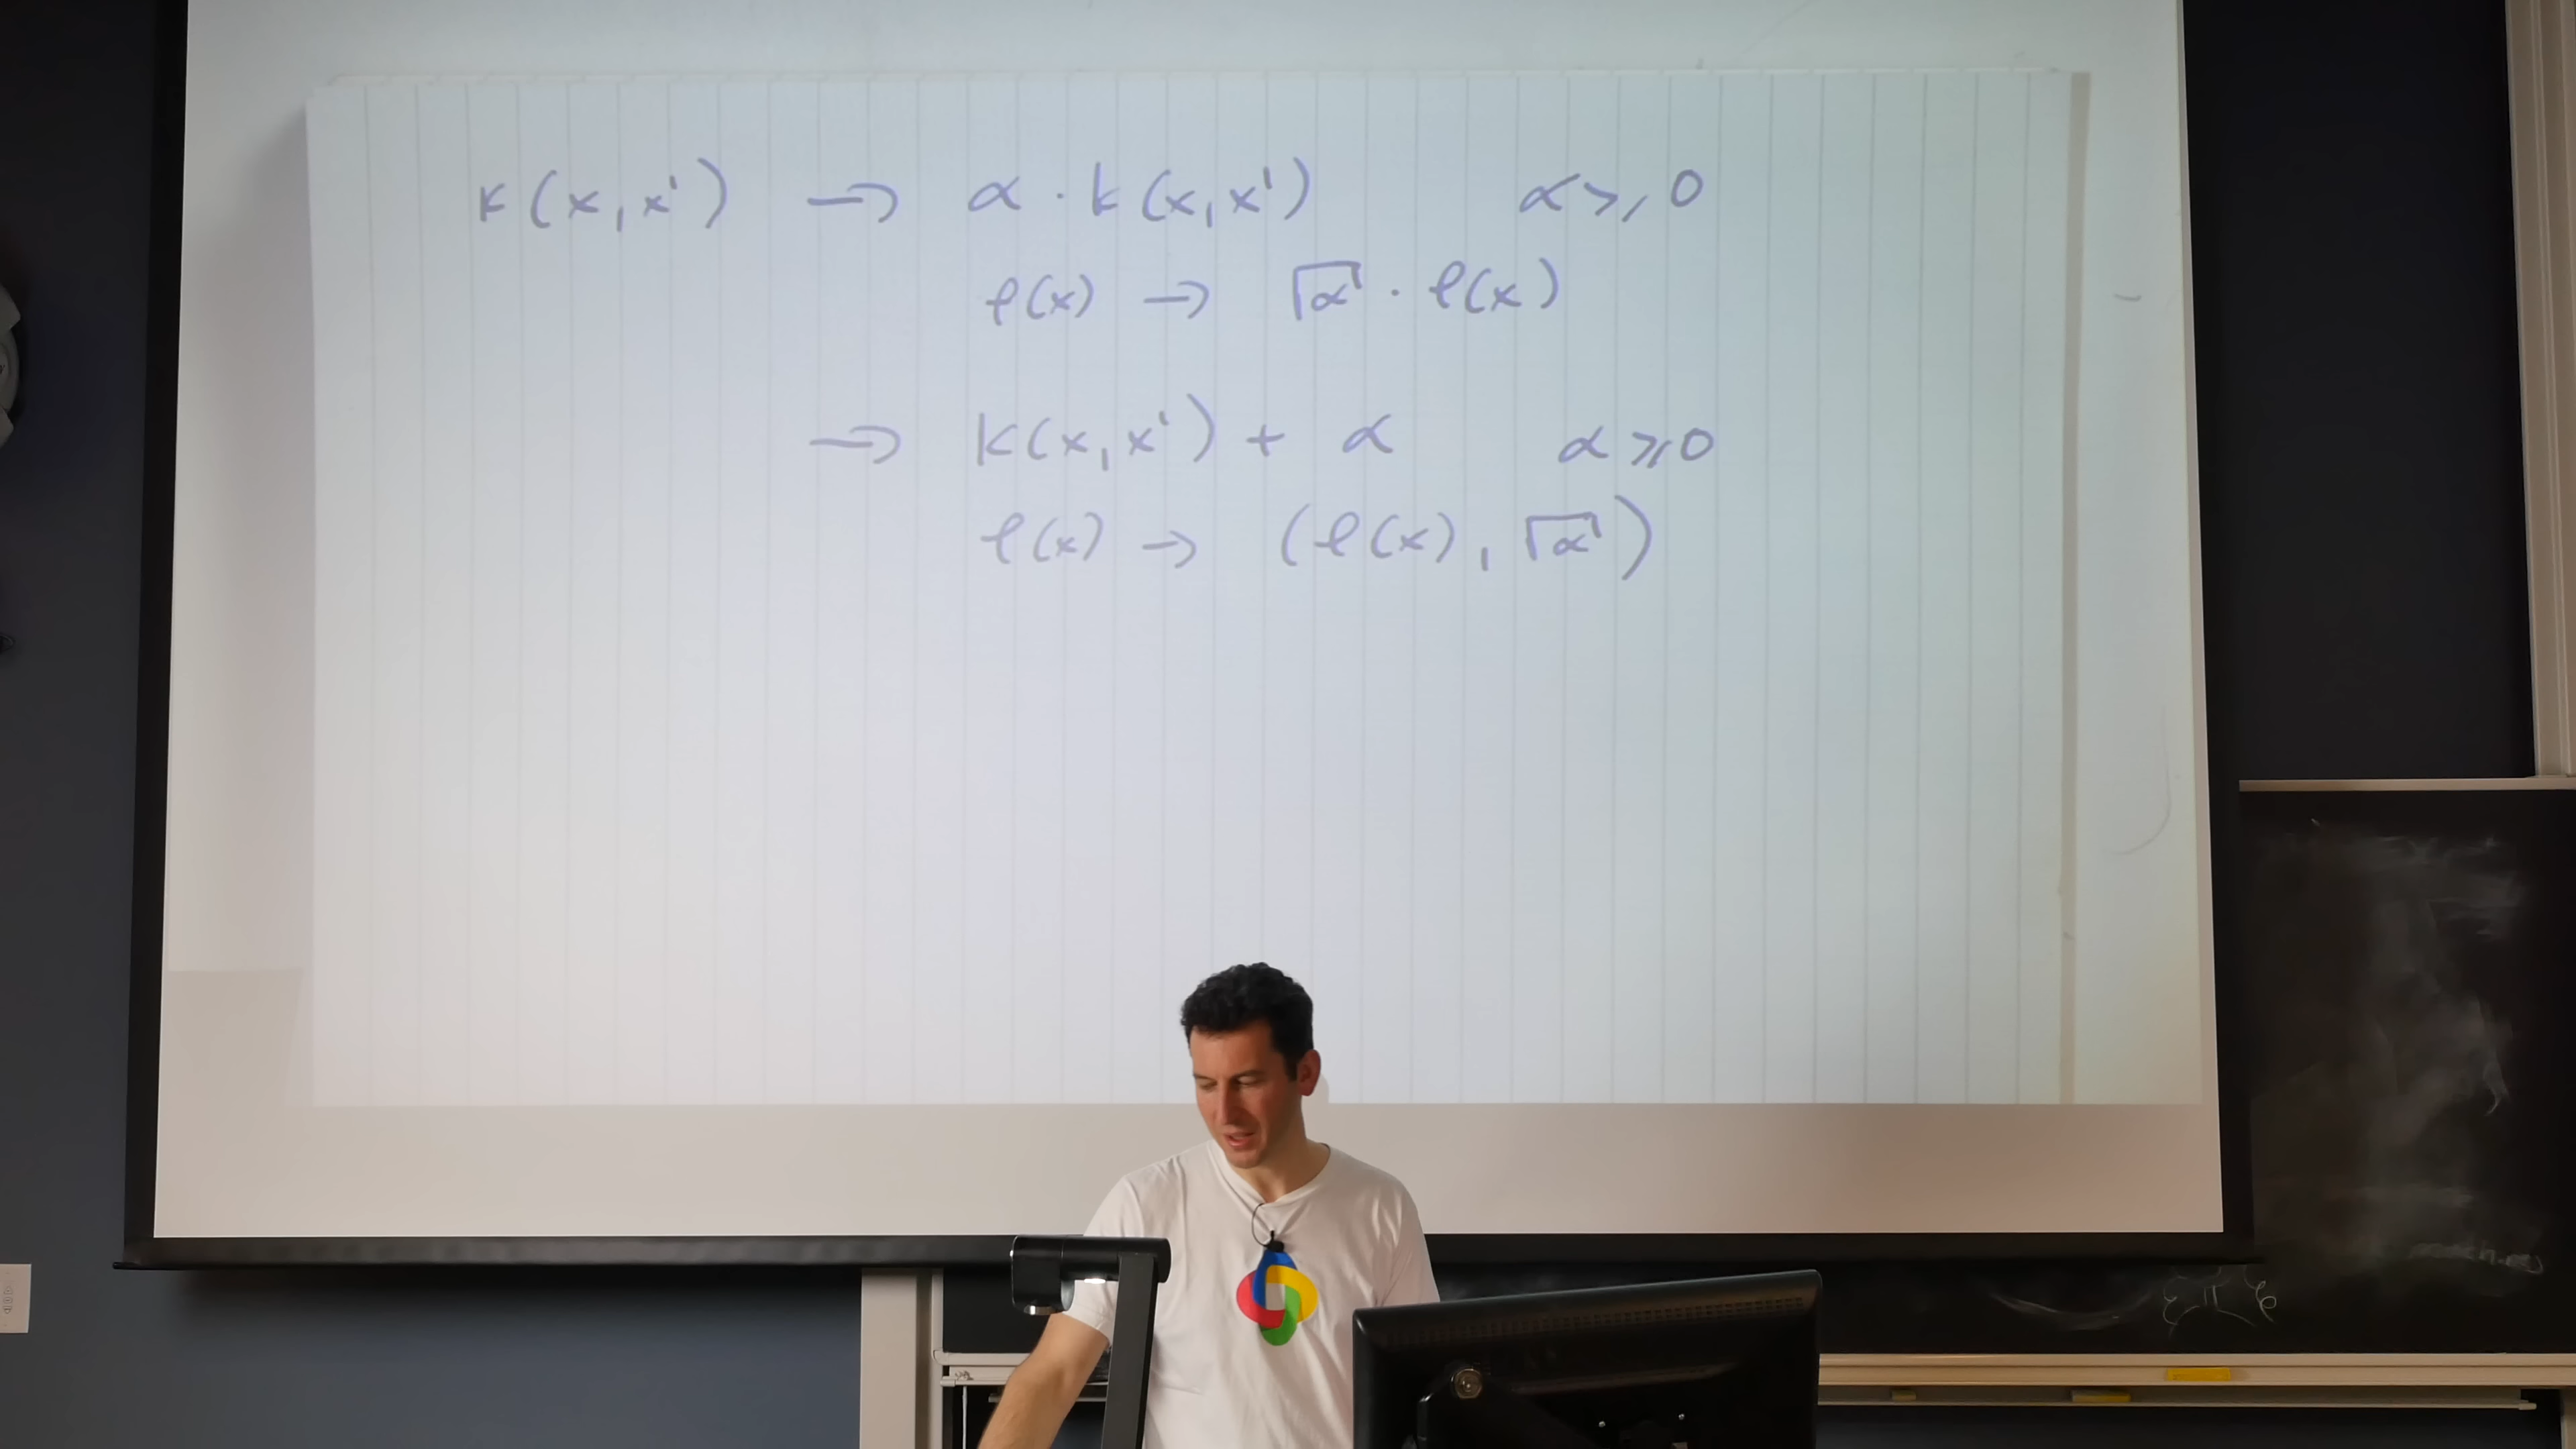 k(x,x') → α · k(x,x') α ⩾ 0
φ(x) → √α · φ(x)
→ k(x,x') + α α ⩾ 0
φ(x) → (φ(x), √α)